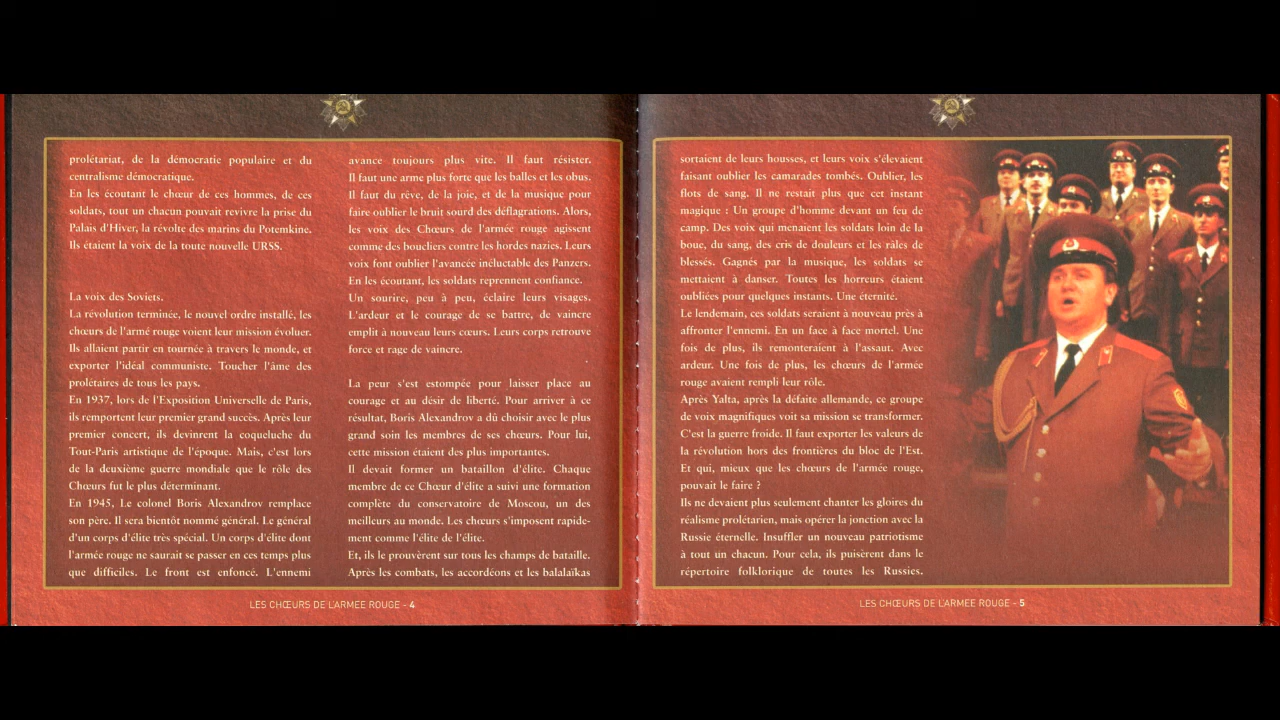 prolétariat, de la démocratie populaire et du
centralisme démocratique.
En les écoutant le chœur de ces hommes, de ces
soldats, tout un chacun pouvait revivre la prise du
Palais d'Hiver, la révolte des marins du Potemkine.
Ils étaient la voix de la toute nouvelle URSS.
La voix des Soviets.
La révolution terminée, le nouvel ordre installé, les
chœurs de l'armé rouge voient leur mission évoluer.
Ils allaient partir en tournée à travers le monde, et
exporter l'idéal communiste. Toucher l'âme des
prolétaires de tous les pays.
En 1937, lors de l'Exposition Universelle de Paris,
ils remportent leur premier grand succès. Après leur
premier concert, ils devinrent la coqueluche du
Tout-Paris artistique de l'époque. Mais, c'est lors
de la deuxième guerre mondiale que le rôle des
Chœurs fut le plus déterminant.
En 1945, Le colonel Boris Alexandrov remplace
son père. Il sera bientôt nommé général. Le général
d'un corps d'élite très spécial. Un corps d'élite dont
l'armée rouge ne saurait se passer en ces temps plus
que difficiles. Le front est enfoncé. L'ennemi
avance toujours plus vite. Il faut résister.
Il faut une arme plus forte que les balles et les obus.
Il faut du rêve, de la joie, et de la musique pour
faire oublier le bruit sourd des déflagrations. Alors,
les voix des Chœurs de l'armée rouge agissent
comme des boucliers contre les hordes nazies. Leurs
voix font oublier l'avancée inéluctable des Panzers.
En les écoutant, les soldats reprennent confiance.
Un sourire, peu à peu, éclaire leurs visages.
L'ardeur et le courage de se battre, de vaincre
emplit à nouveau leurs cœurs. Leurs corps retrouve
force et rage de vaincre.
La peur s'est estompée pour laisser place au
courage et au désir de liberté. Pour arriver à ce
résultat, Boris Alexandrov a dû choisir avec le plus
grand soin les membres de ses chœurs. Pour lui,
cette mission étaient des plus importantes.
Il devait former un bataillon d'élite. Chaque
membre de ce Chœur d'élite a suivi une formation
complète du conservatoire de Moscou, un des
meilleurs au monde. Les chœurs s'imposent rapide-
ment comme l'élite de l'élite.
Et, ils le prouvèrent sur tous les champs de bataille.
Après les combats, les accordéons et les balalaïkas
LES CHŒURS DE L'ARMEE ROUGE - 4
sortaient de leurs housses, et leurs voix s'élevaient
faisant oublier les camarades tombés. Oublier, les
flots de sang. Il ne restait plus que cet instant
magique : Un groupe d'homme devant un feu de
camp. Des voix qui menaient les soldats loin de la
boue, du sang, des cris de douleurs et les râles de
blessés. Gagnés par la musique, les soldats se
mettaient à danser. Toutes les horreurs étaient
oubliées pour quelques instants. Une éternité.
Le lendemain, ces soldats seraient à nouveau près à
affronter l'ennemi. En un face à face mortel. Une
fois de plus, ils remonteraient à l'assaut. Avec
ardeur. Une fois de plus, les chœurs de l'armée
rouge avaient rempli leur rôle.
Après Yalta, après la défaite allemande, ce groupe
de voix magnifiques voit sa mission se transformer.
C'est la guerre froide. Il faut exporter les valeurs de
la révolution hors des frontières du bloc de l'Est.
Et qui, mieux que les chœurs de l'armée rouge,
pouvait le faire ?
Ils ne devaient plus seulement chanter les gloires du
réalisme prolétarien, mais opérer la jonction avec la
Russie éternelle. Insuffler un nouveau patriotisme
à tout un chacun. Pour cela, ils puisèrent dans le
répertoire folklorique de toutes les Russies.
LES CHŒURS DE L'ARMEE ROUGE - 5